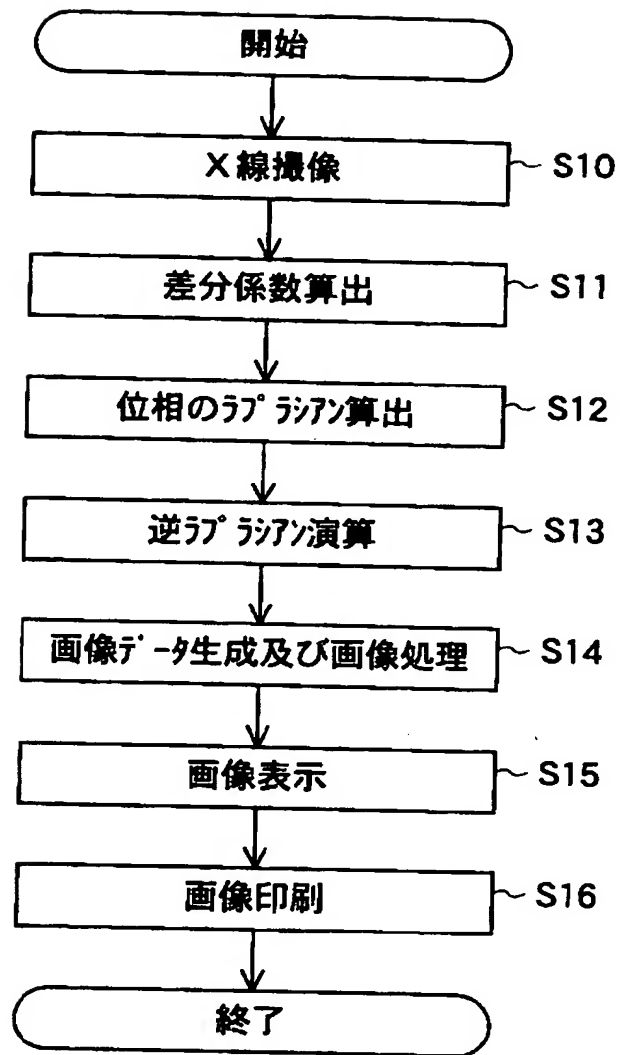 開始
X線撮像 S10
差分係数算出 S11
位相のラプラシアン算出 S12
逆ラプラシアン演算 S13
画像データ生成及び画像処理 S14
画像表示 S15
画像印刷 S16
終了